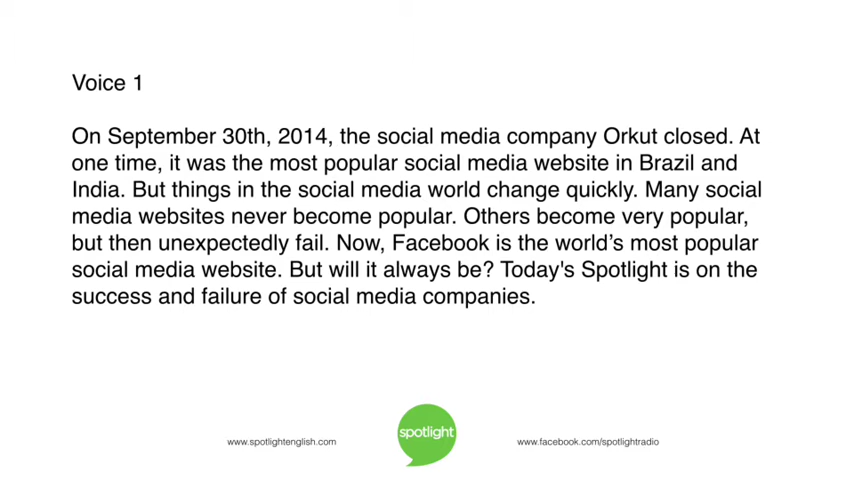 Voice 1
On September 30th, 2014, the social media company Orkut closed. At
one time, it was the most popular social media website in Brazil and
India. But things in the social media world change quickly. Many social
media websites never become popular. Others become very popular,
but then unexpectedly fail. Now, Facebook is the world’s most popular
social media website. But will it always be? Today's Spotlight is on the
success and failure of social media companies.
www.spotlightenglish.com
spotlight
www.facebook.com/spotlightradio